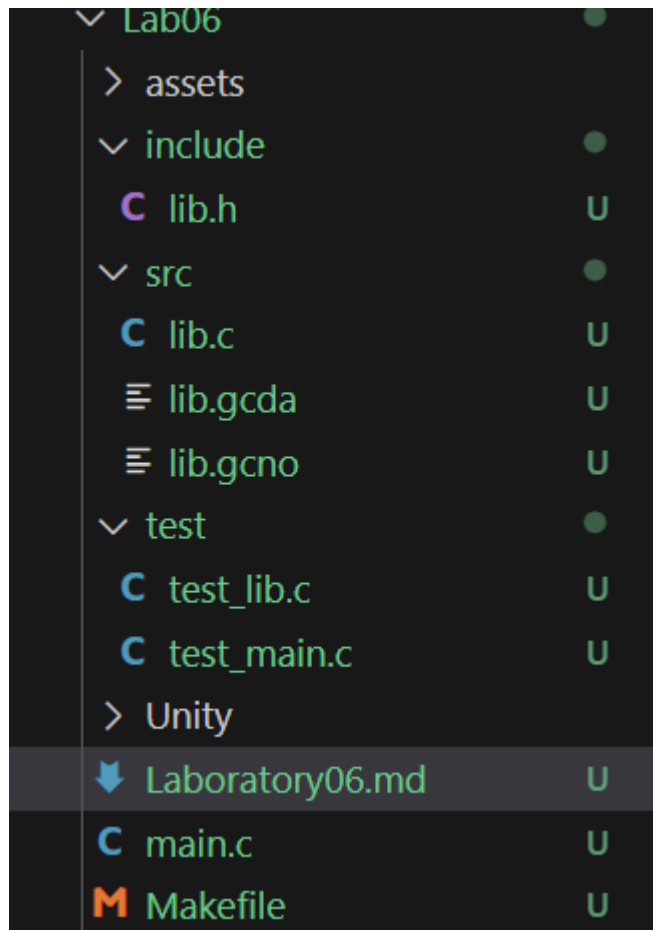 Lab06
assets
include
C lib.h U
src
C lib.c U
lib.gcda U
lib.gcno U
test
C test_lib.c U
C test_main.c U
Unity
Laboratory06.md U
C main.c U
M Makefile U